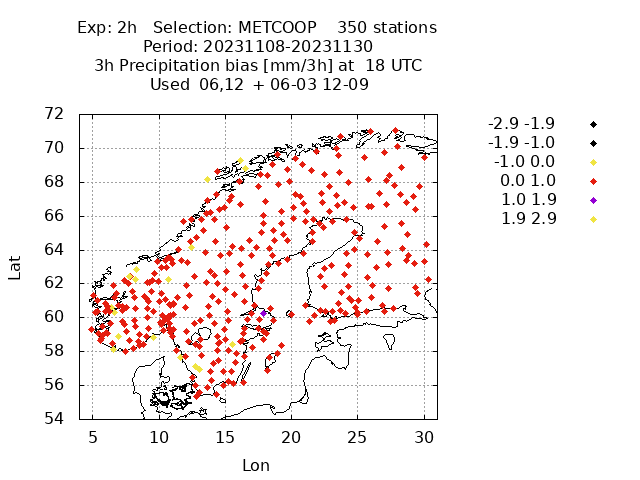 Exp: 2h   Selection: METCOOP    350 stations
Period: 20231108-20231130
3h Precipitation bias [mm/3h] at  18 UTC
Used  06,12  + 06-03 12-09
72
70
68
66
64
62
60
58
56
54
Lat
5 10 15 20 25 30
Lon
-2.9 -1.9
-1.9 -1.0
-1.0 0.0
0.0 1.0
1.0 1.9
1.9 2.9